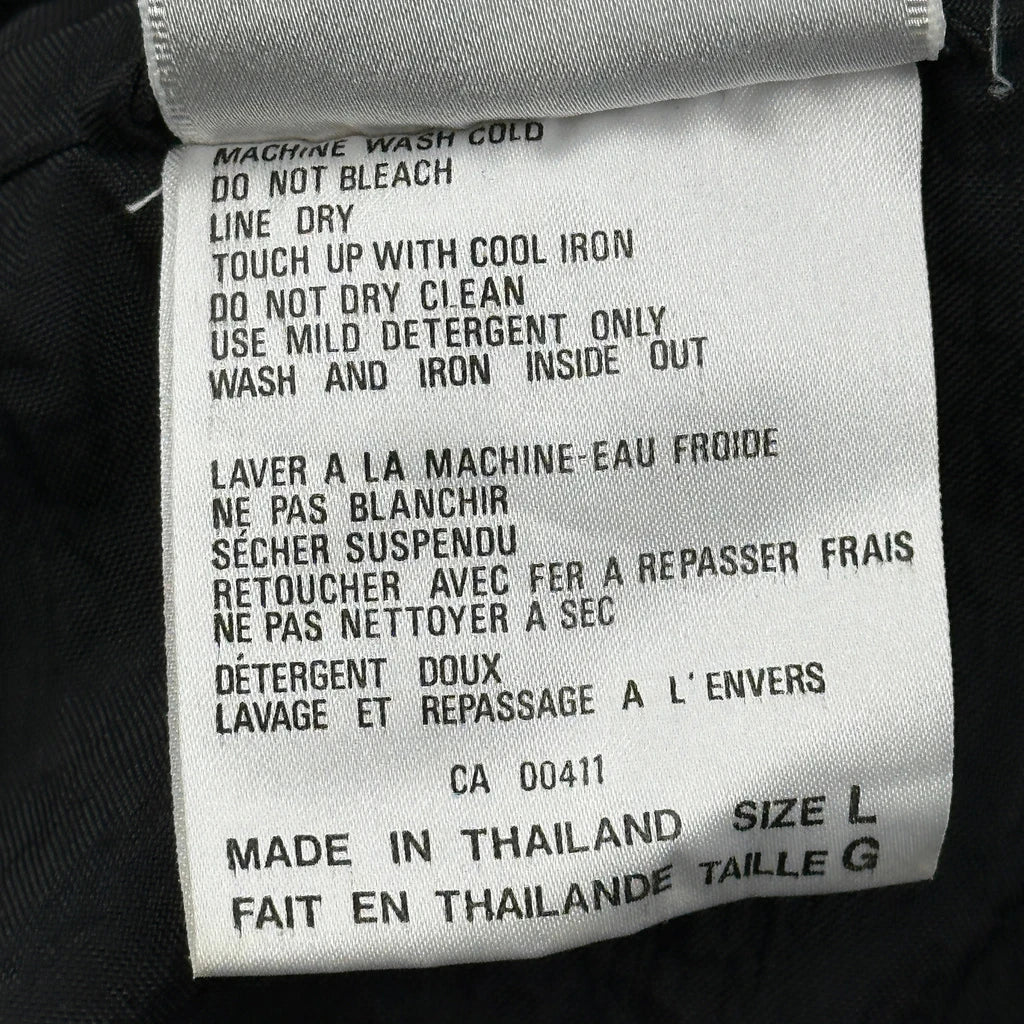 MACHINE WASH COLD
DO NOT BLEACH
LINE DRY
TOUCH UP WITH COOL IRON
DO NOT DRY CLEAN
USE MILD DETERGENT ONLY
WASH AND IRON INSIDE OUT
LAVER A LA MACHINE-EAU FROIDE
NE PAS BLANCHIR
SÉCHER SUSPENDU
RETOUCHER AVEC FER A REPASSER FRAIS
NE PAS NETTOYER A SEC
DÉTERGENT DOUX
LAVAGE ET REPASSAGE A L'ENVERS
CA 00411
MADE IN THAILAND SIZE L
FAIT EN THAILANDE TAILLE G